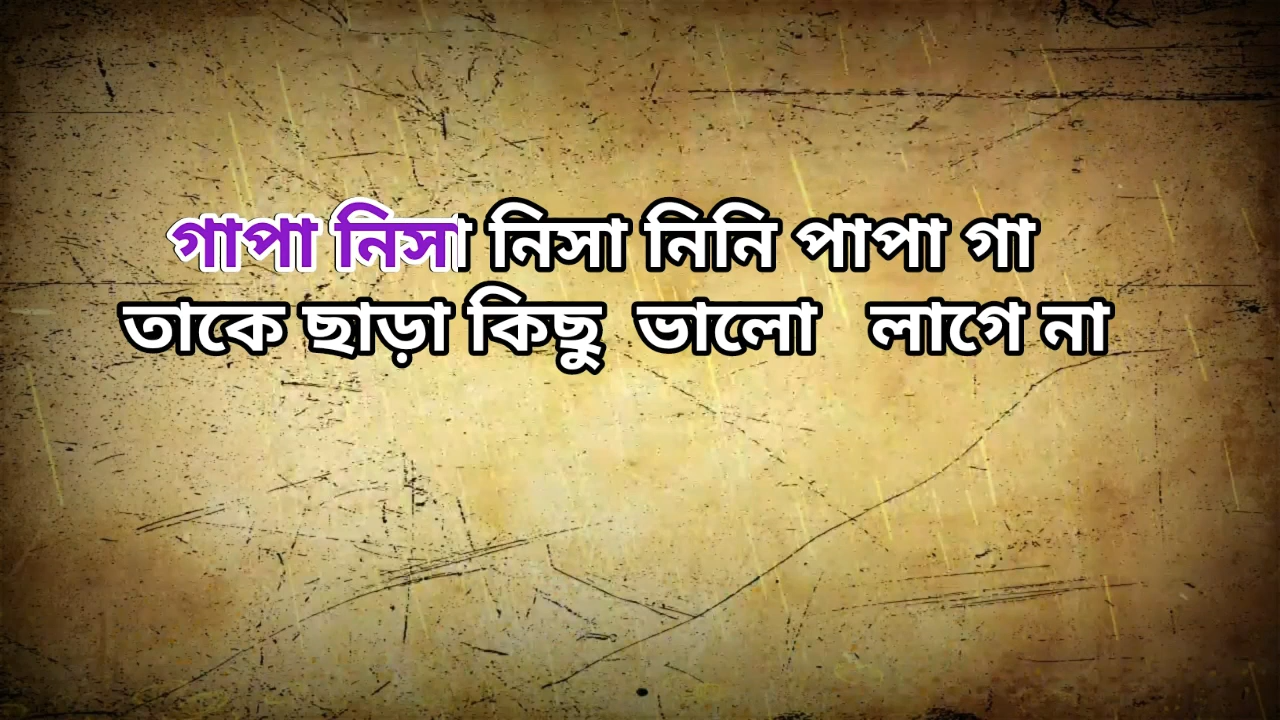 গাপা নিসা নিসা নিনি পাপা গা
তাকে ছাড়া কিছু ভালো লাগে না